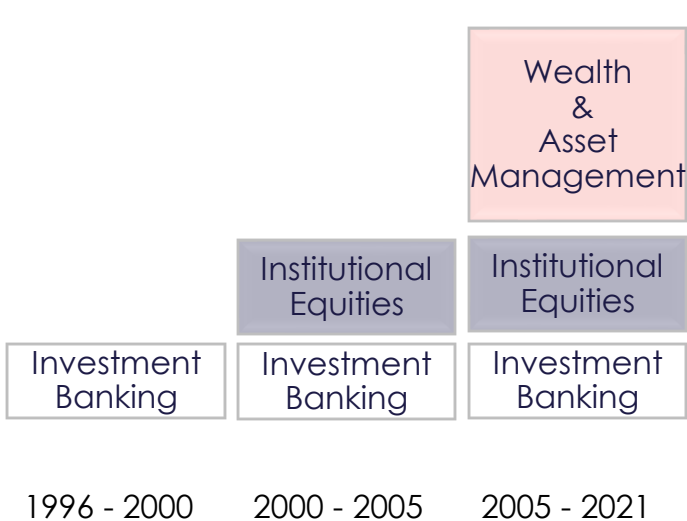 Wealth
&
Asset
Management
Institutional
Equities
Institutional
Equities
Investment
Banking
Investment
Banking
Investment
Banking
1996 - 2000
2000 - 2005
2005 - 2021